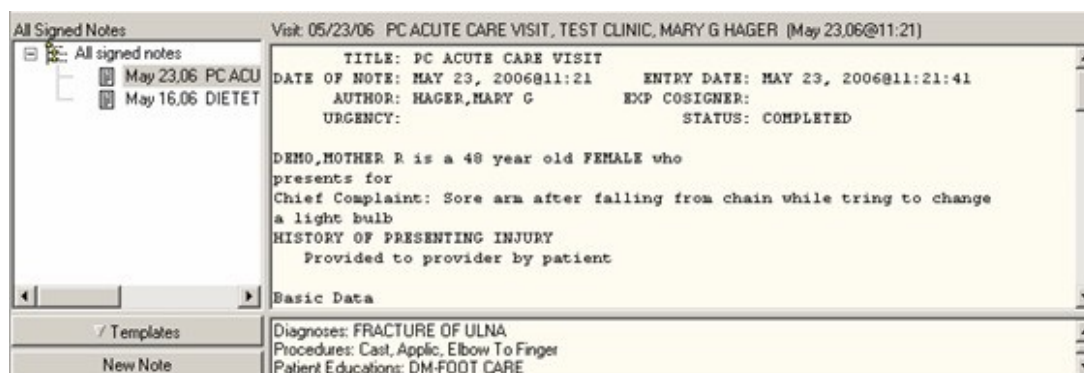 All Signed Notes
All signed notes
May 23,06 PC ACU
May 16,06 DIETET
Templates
New Note
Visit: 05/23/06 PC ACUTE CARE VISIT, TEST CLINIC, MARY G HAGER (May 23,06@11:21)
TITLE: PC ACUTE CARE VISIT
DATE OF NOTE: MAY 23, 2006@11:21 ENTRY DATE: MAY 23, 2006@11:21:41
AUTHOR: HAGER,MARY G EXP COSIGNER:
URGENCY: STATUS: COMPLETED
DEMO,MOTHER R is a 48 year old FEMALE who
presents for
Chief Complaint: Sore arm after falling from chain while tring to change
a light bulb
HISTORY OF PRESENTING INJURY
Provided to provider by patient
Basic Data
Diagnoses: FRACTURE OF ULNA
Procedures: Cast, Applic, Elbow To Finger
Patient Educations: DM-FOOT CARE